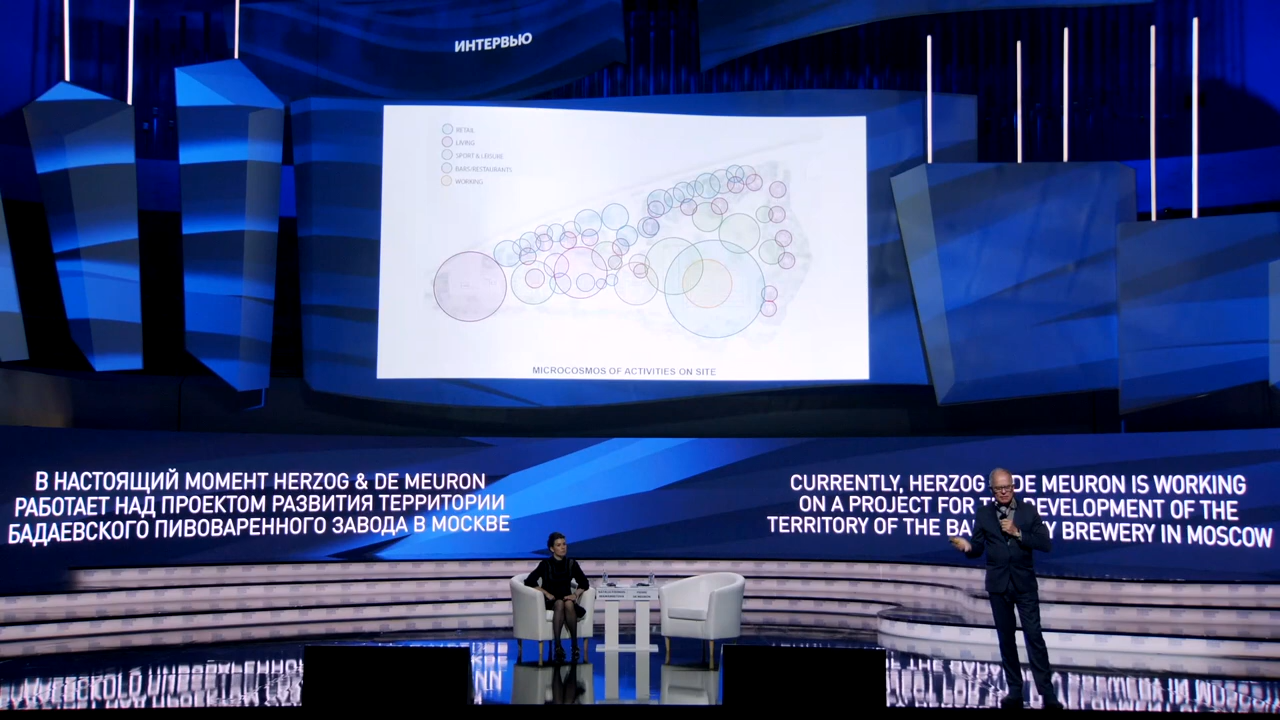 ИНТЕРВЬЮ
RETAIL
LIVING
SPORT & LEISURE
BARS/RESTAURANTS
WORKING
MICROCOSMOS OF ACTIVITIES ON SITE
В НАСТОЯЩИЙ МОМЕНТ HERZOG & DE MEURON
РАБОТАЕТ НАД ПРОЕКТОМ РАЗВИТИЯ ТЕРРИТОРИИ
БАДАЕВСКОГО ПИВОВАРЕННОГО ЗАВОДА В МОСКВЕ
CURRENTLY, HERZOG DE MEURON IS WORKING
ON A PROJECT FOR DEVELOPMENT OF THE
TERRITORY OF THE BREWERY IN MOSCOW